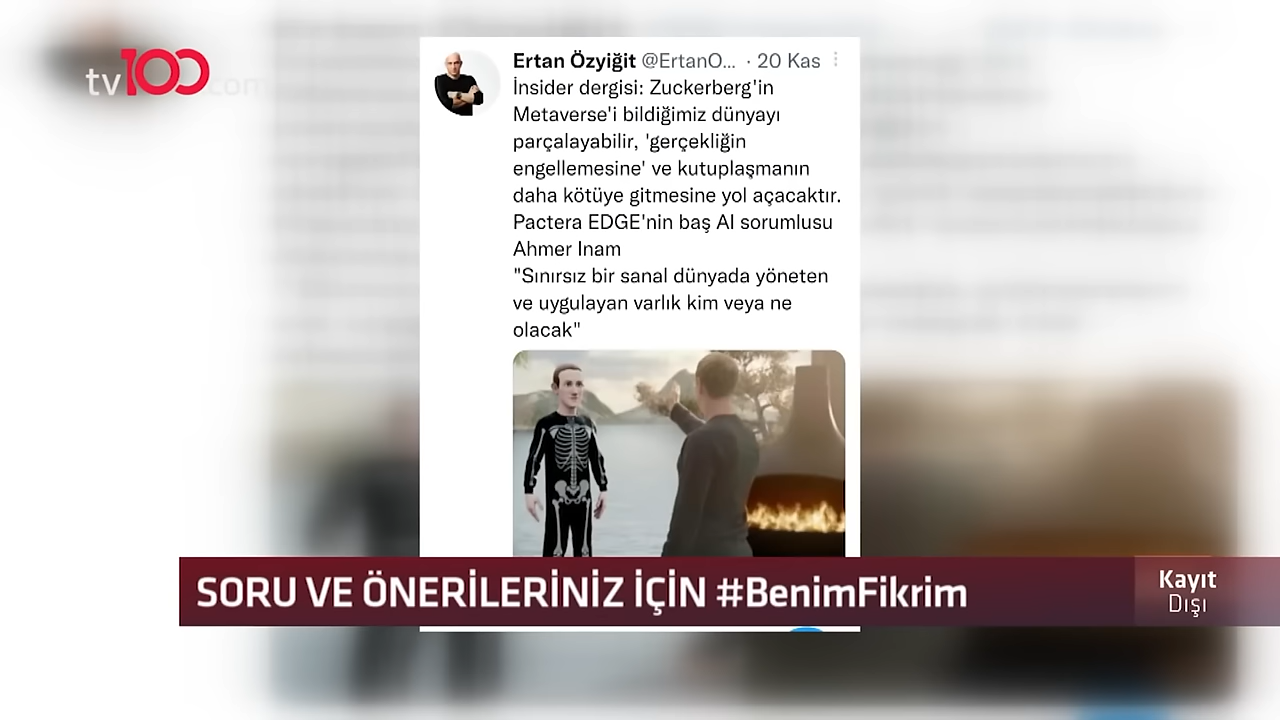 tv100.com
Ertan Özyiğit @ErtanO... · 20 Kas
İnsider dergisi: Zuckerberg'in
Metaverse'i bildiğimiz dünyayı
parçalayabilir, 'gerçekliğin
engellemesine' ve kutuplaşmanın
daha kötüye gitmesine yol açacaktır.
Pactera EDGE'nin baş AI sorumlusu
Ahmer Inam
"Sınırsız bir sanal dünyada yöneten
ve uygulayan varlık kim veya ne
olacak"
SORU VE ÖNERİLERİNİZ İÇİN #BenimFikrim
Kayıt
Dışı